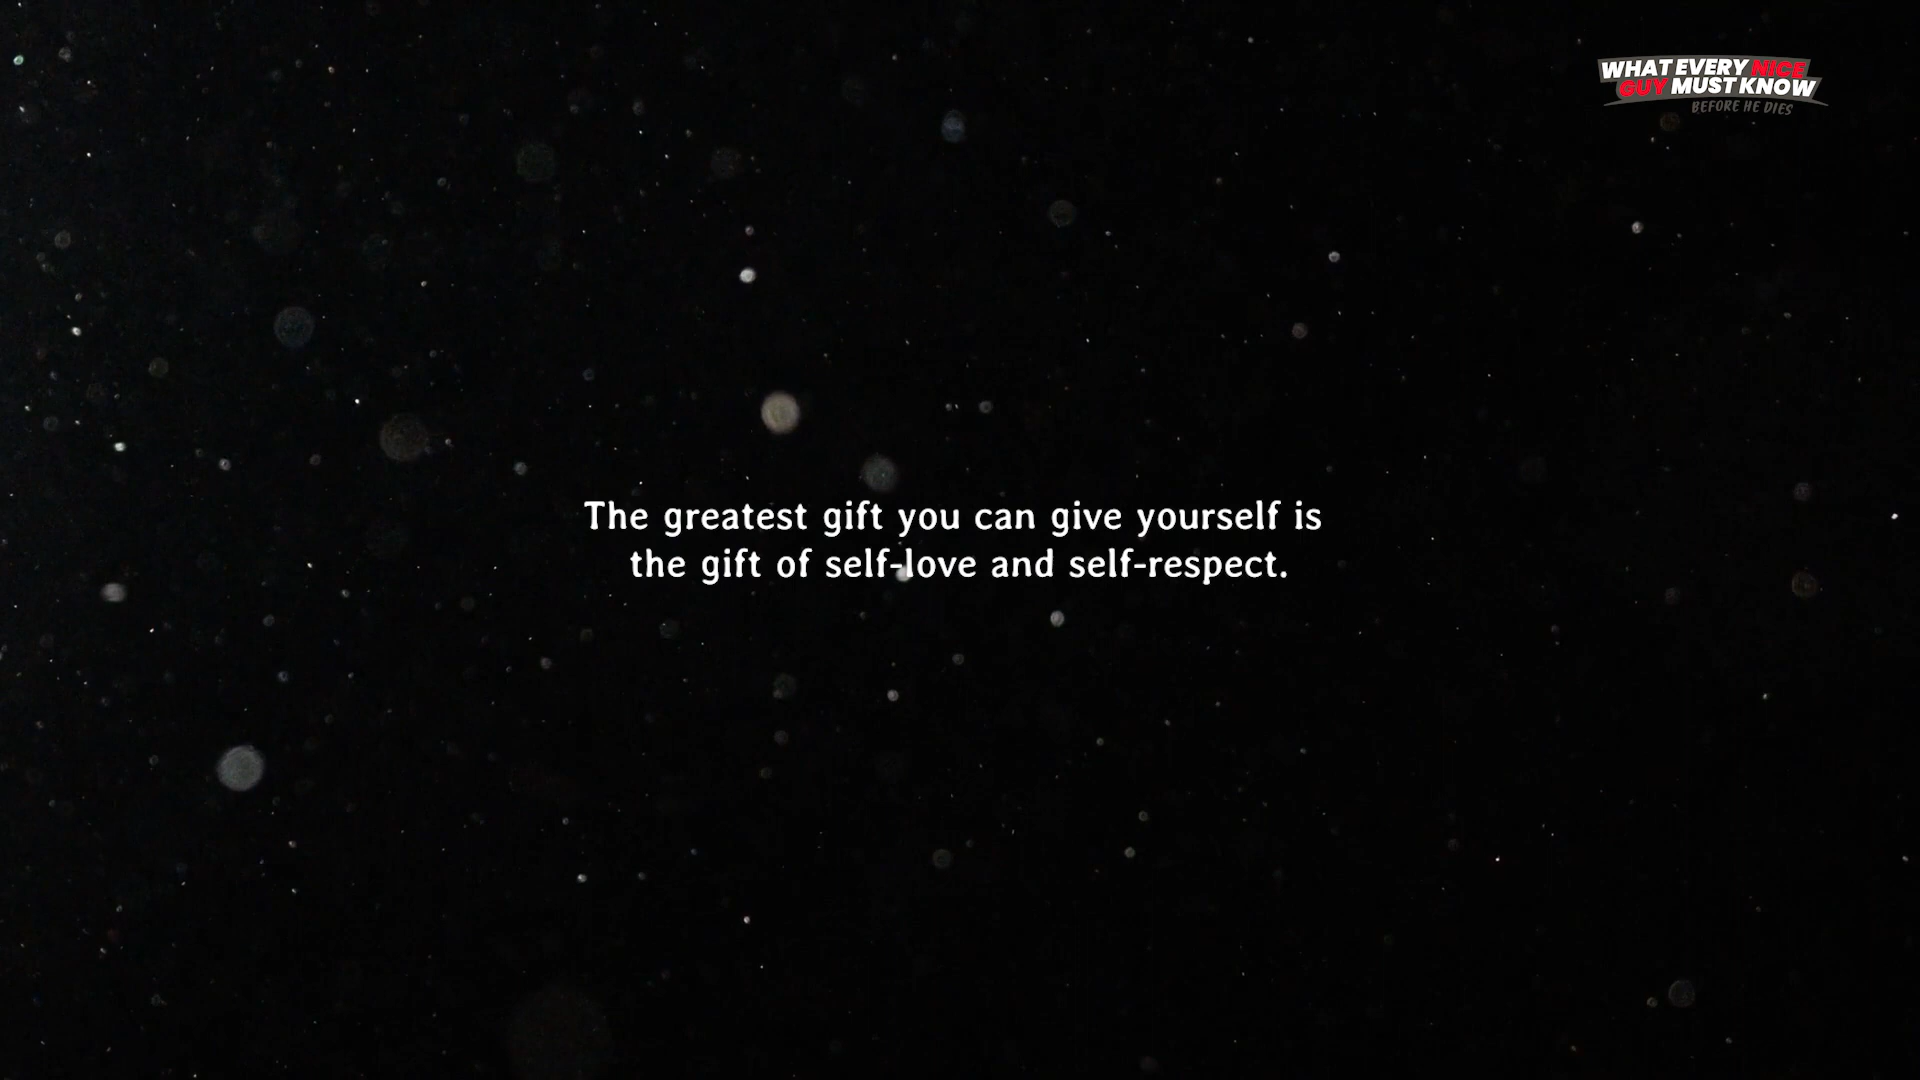 WHAT EVERY NICE
GUY MUST KNOW
BEFORE HE DIES
The greatest gift you can give yourself is
the gift of self-love and self-respect.